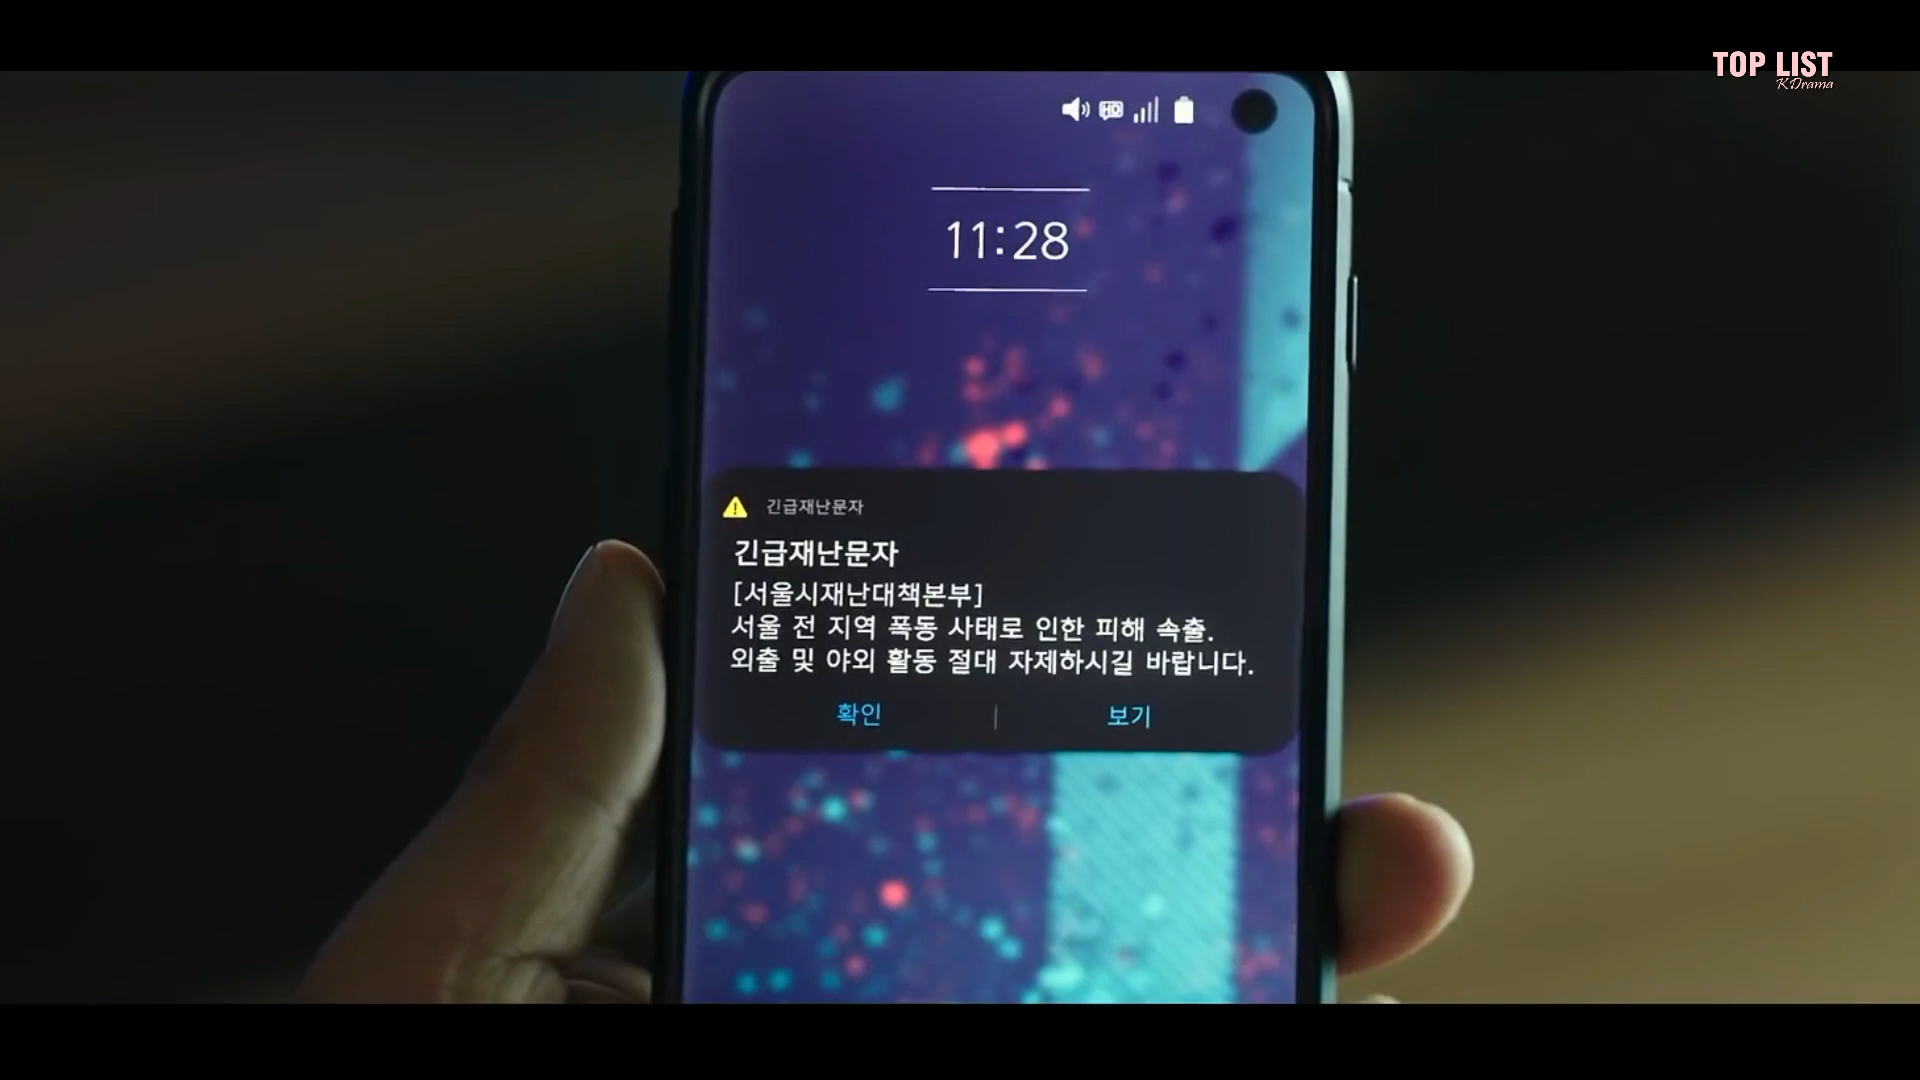 TOP LIST
KDrama
11:28
긴급재난문자
긴급재난문자
[서울시재난대책본부]
서울 전 지역 폭동 사태로 인한 피해 속출.
외출 및 야외 활동 절대 자제하시길 바랍니다.
확인 | 보기